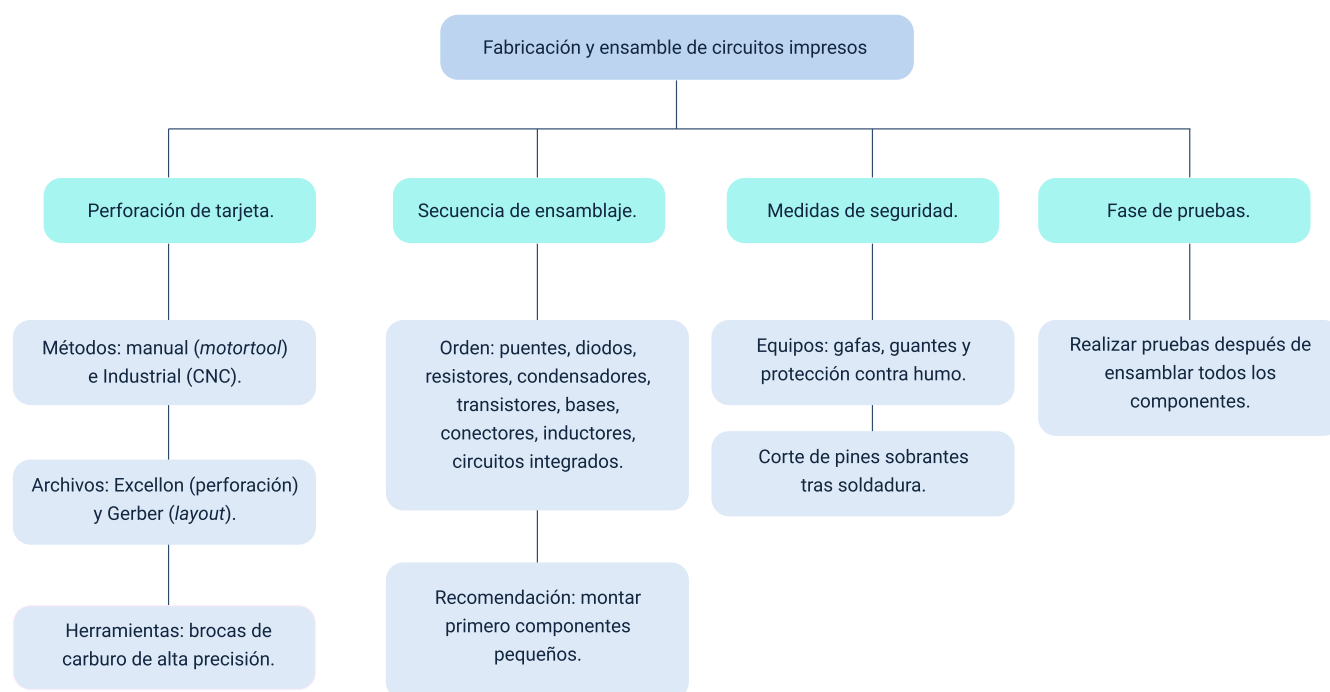 Fabricación y ensamble de circuitos impresos
Perforación de tarjeta.
Métodos: manual (motortool)
e Industrial (CNC).
Archivos: Excellon (perforación)
y Gerber (layout).
Herramientas: brocas de
carburo de alta precisión.
Secuencia de ensamblaje.
Orden: puentes, diodos,
resistores, condensadores,
transistores, bases,
conectores, inductores,
circuitos integrados.
Recomendación: montar
primero componentes
pequeños.
Medidas de seguridad.
Equipos: gafas, guantes y
protección contra humo.
Corte de pines sobrantes
tras soldadura.
Fase de pruebas.
Realizar pruebas después de
ensamblar todos los
componentes.